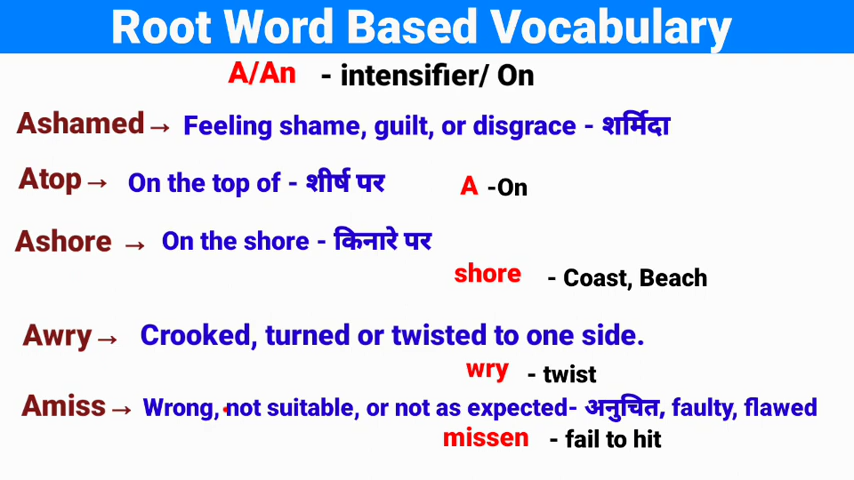 Root Word Based Vocabulary
A/An - intensifier/ On
Ashamed→ Feeling shame, guilt, or disgrace - शर्मिंदा
Atop→ On the top of - शीर्ष पर A -On
Ashore → On the shore - किनारे पर
shore - Coast, Beach
Awry→ Crooked, turned or twisted to one side.
wry - twist
Amiss→ Wrong, not suitable, or not as expected- अनुचित, faulty, flawed
missen - fail to hit